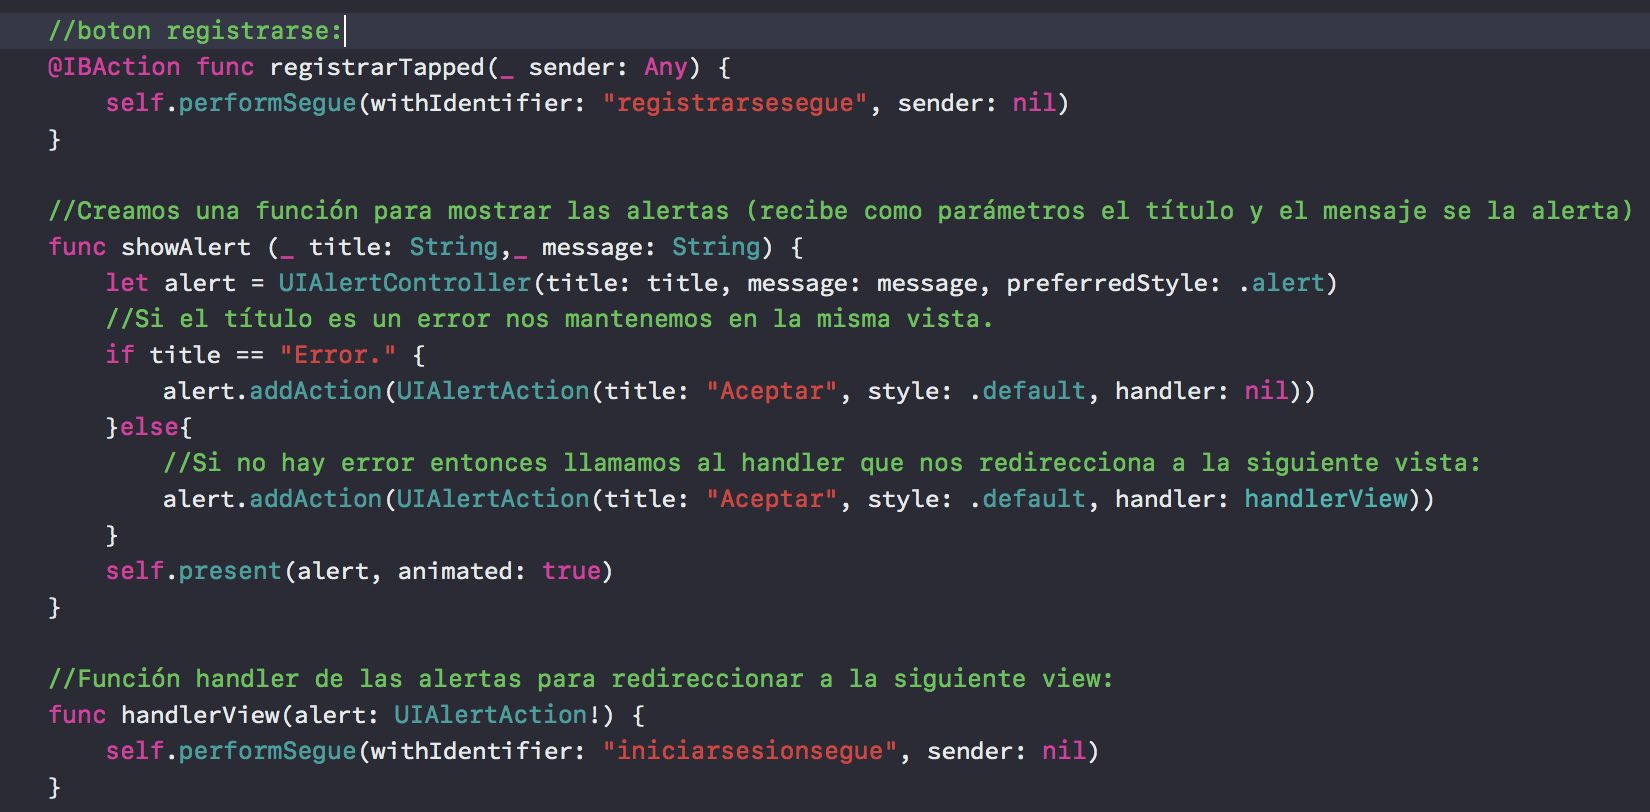 //boton registrarse:
@IBAction func registrarTapped(_ sender: Any) {
self.performSegue(withIdentifier: "registrarsesegue", sender: nil)
}
//Creamos una función para mostrar las alertas (recibe como parámetros el título y el mensaje se la alerta)
func showAlert (_ title: String,_ message: String) {
let alert = UIAlertController(title: title, message: message, preferredStyle: .alert)
//Si el título es un error nos mantenemos en la misma vista.
if title == "Error." {
alert.addAction(UIAlertAction(title: "Aceptar", style: .default, handler: nil))
}else{
//Si no hay error entonces llamamos al handler que nos redirecciona a la siguiente vista:
alert.addAction(UIAlertAction(title: "Aceptar", style: .default, handler: handlerView))
}
self.present(alert, animated: true)
}
//Función handler de las alertas para redireccionar a la siguiente view:
func handlerView(alert: UIAlertAction!) {
self.performSegue(withIdentifier: "iniciarsesionsegue", sender: nil)
}